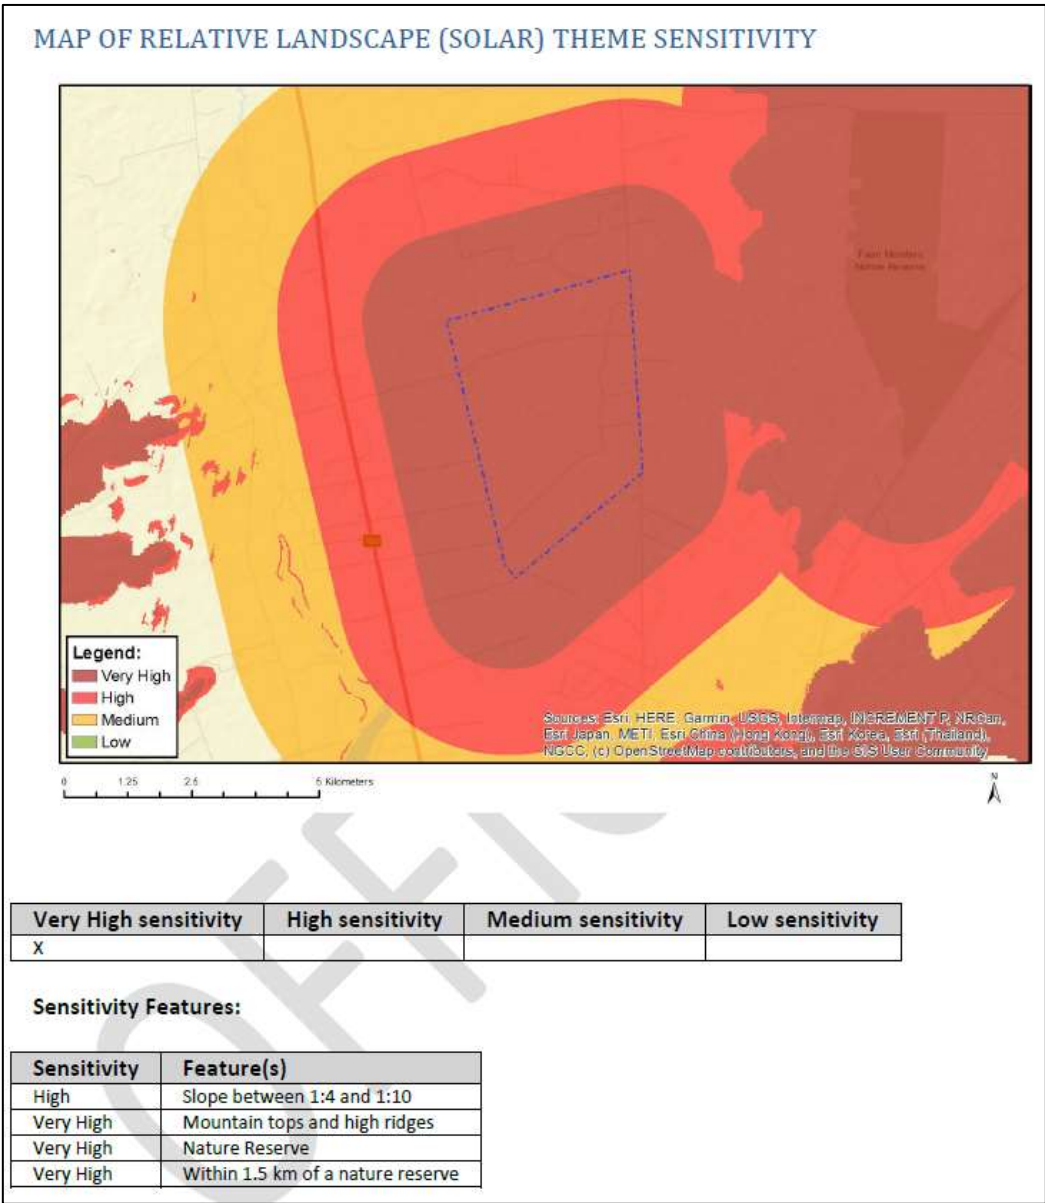 MAP OF RELATIVE LANDSCAPE (SOLAR) THEME SENSITIVITY
Nature Reserve
Legend:
Very High
High
Medium
Low
Sources: Esri, HERE, Garmin, USGS, Intermap, INCREMENT P, NRCan,
Esri Japan, METI, Esri China (Hong Kong), Esri Korea, Esri (Thailand),
NGCC, (c) OpenStreetMap contributors, and the GIS User Community
0 1.25 2.5 5 Kilometers
N
Very High sensitivity High sensitivity Medium sensitivity Low sensitivity
X
Sensitivity Features:
Sensitivity Feature(s)
High Slope between 1:4 and 1:10
Very High Mountain tops and high ridges
Very High Nature Reserve
Very High Within 1.5 km of a nature reserve